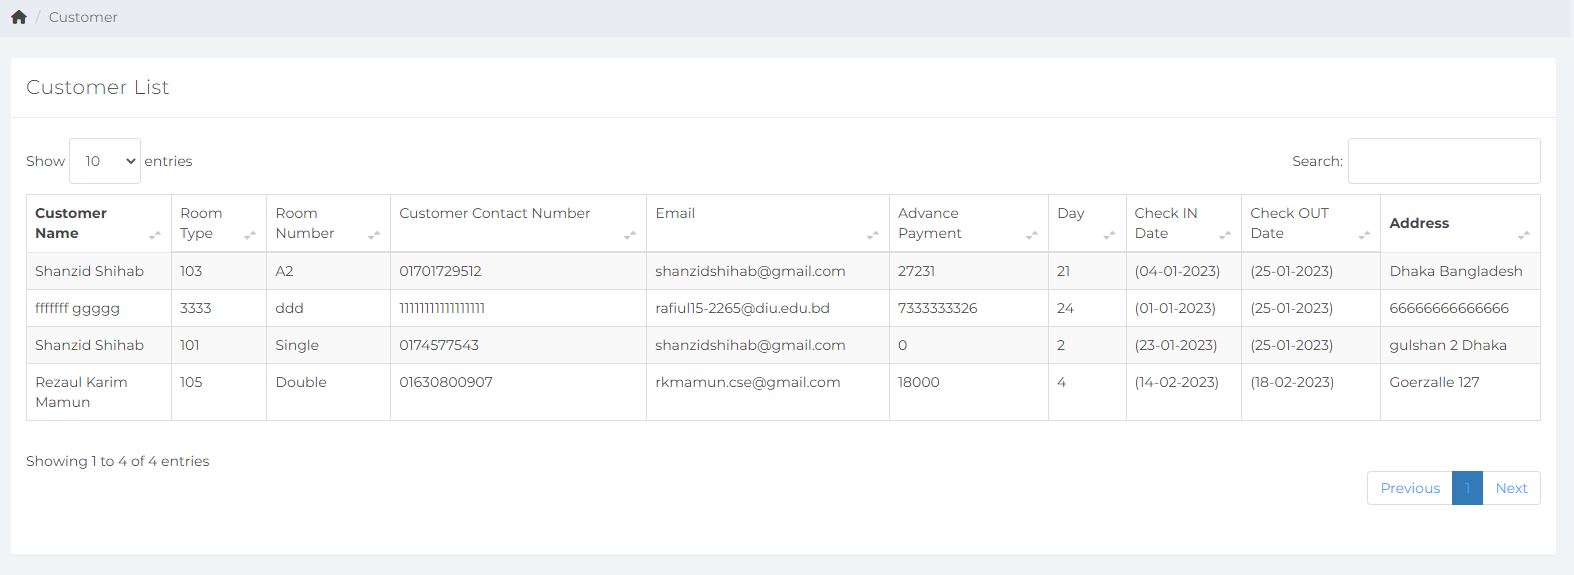 / Customer
Customer List
Show 10 entries
Search:
Customer Name Room Type Room Number Customer Contact Number Email Advance Payment Day Check IN Date Check OUT Date Address
Shanzid Shihab 103 A2 01701729512 shanzidshihab@gmail.com 27231 21 (04-01-2023) (25-01-2023) Dhaka Bangladesh
fffffff ggggg 3333 ddd 11111111111111111 rafiul15-2265@diu.edu.bd 7333333326 24 (01-01-2023) (25-01-2023) 66666666666666
Shanzid Shihab 101 Single 0174577543 shanzidshihab@gmail.com 0 2 (23-01-2023) (25-01-2023) gulshan 2 Dhaka
Rezaul Karim Mamun 105 Double 01630800907 rkmamun.cse@gmail.com 18000 4 (14-02-2023) (18-02-2023) Goerzalle 127
Showing 1 to 4 of 4 entries
Previous 1 Next